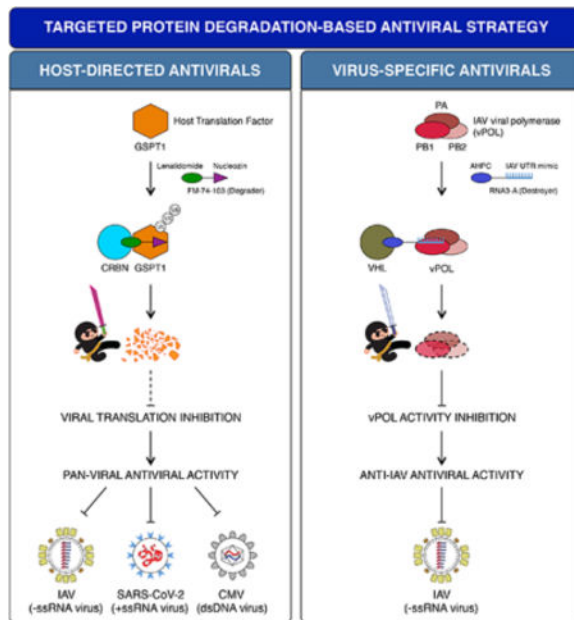 TARGETED PROTEIN DEGRADATION-BASED ANTIVIRAL STRATEGY
HOST-DIRECTED ANTIVIRALS
Host Translation Factor
GSPT1
Lenalidomide
Nucleozin
FM-74-103 (Degrader)
CRBN
GSPT1
VIRAL TRANSLATION INHIBITION
PAN-VIRAL ANTIVIRAL ACTIVITY
IAV
(-ssRNA virus)
SARS-CoV-2
(+ssRNA virus)
CMV
(dsDNA virus)
VIRUS-SPECIFIC ANTIVIRALS
PA
IAV viral polymerase
(vPOL)
PB1
PB2
AHPC
IAV UTR mimic
RNA3-A (Destroyer)
VHL
vPOL
vPOL ACTIVITY INHIBITION
ANTI-IAV ANTIVIRAL ACTIVITY
IAV
(-ssRNA virus)